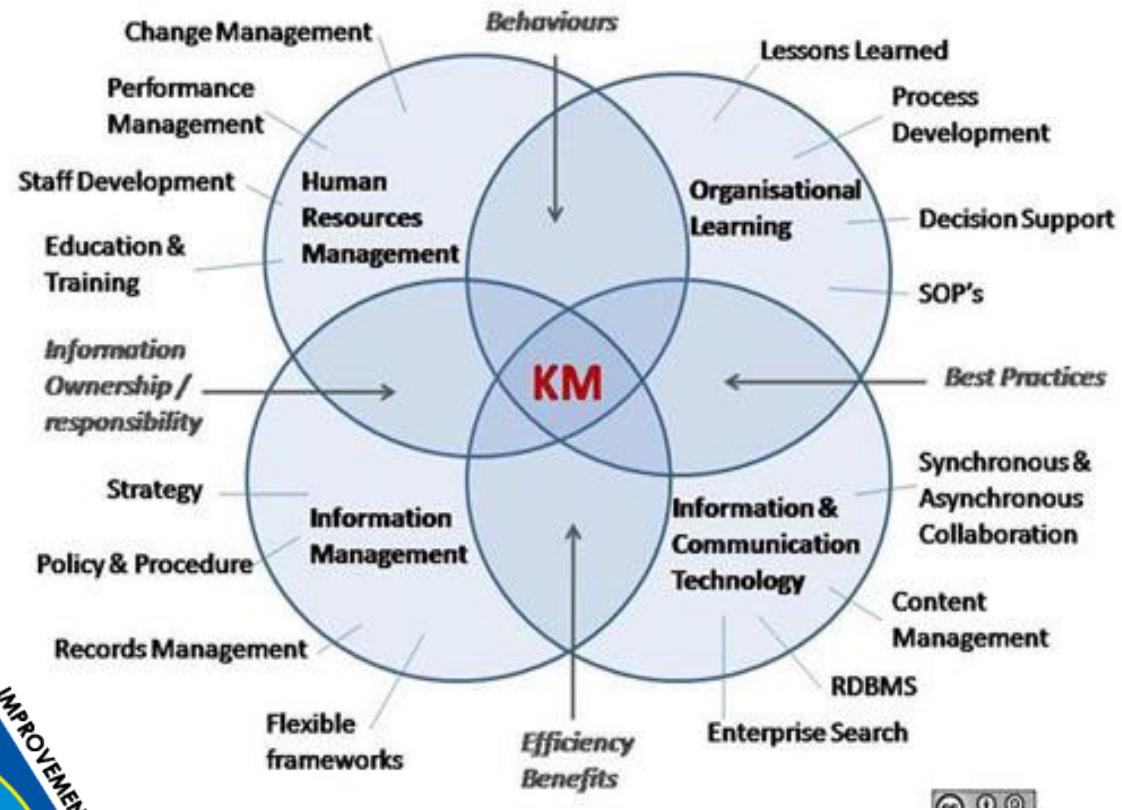 Behaviours
Change Management
Lessons Learned
Performance
Management
Process
Development
Staff Development
Human
Resources
Management
Organisational
Learning
Decision Support
Education &
Training
SOP's
Information
Ownership /
responsibility
KM
Best Practices
Strategy
Information
Management
Information &
Communication
Technology
Synchronous &
Asynchronous
Collaboration
Policy & Procedure
Content
Management
Records Management
RDBMS
Flexible
frameworks
Efficiency
Benefits
Enterprise Search
IMPROVEMEN
cc